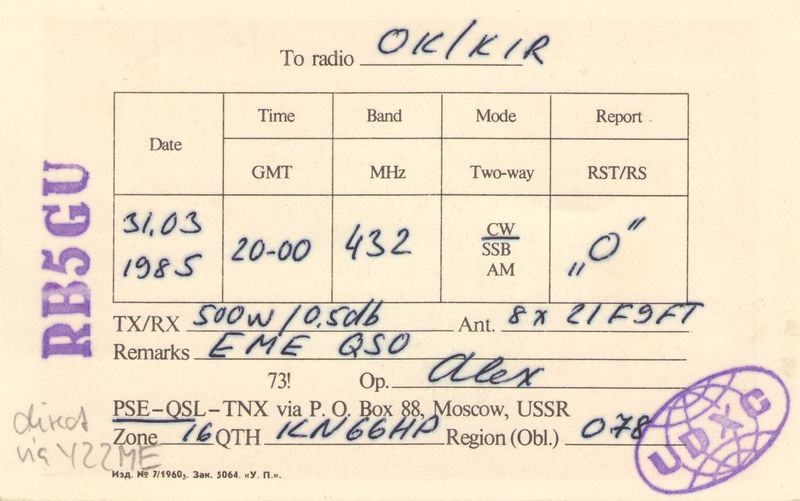 To radio OK1KIR
Date Time Band Mode Report
GMT MHz Two-way RST/RS
31.03 1985 20-00 432 CW SSB AM "O"
TX/RX 500W/0,5db Ant. 8x 21F9FT
Remarks EME QSO
73! Op. Alex
PSE-QSL-TNX via P. O. Box 88, Moscow, USSR
Zone 16 QTH KN66HP Region (Obl.) 078
Изд. № 7/1960₃. Зак. 5064. «У. П.».
RB5GU
direct
via Y22ME
UDXC